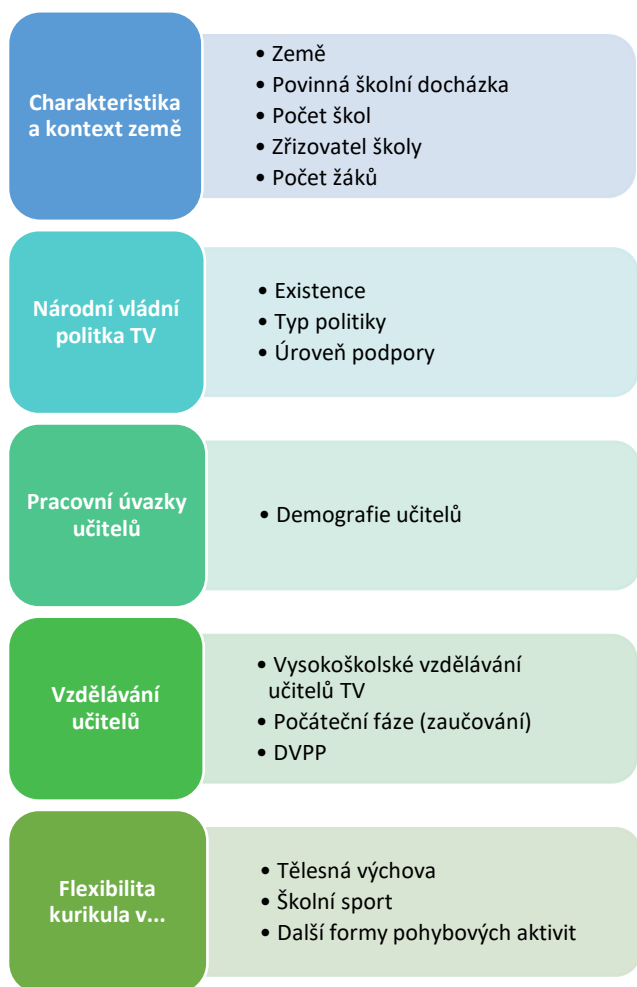 Charakteristika
a kontext země
• Země
• Povinná školní docházka
• Počet škol
• Zřizovatel školy
• Počet žáků
Národní vládní
politka TV
• Existence
• Typ politiky
• Úroveň podpory
Pracovní úvazky
učitelů
• Demografie učitelů
Vzdělávání
učitelů
• Vysokoškolské vzdělávání
učitelů TV
• Počáteční fáze (zaučování)
• DVPP
Flexibilita
kurikula v...
• Tělesná výchova
• Školní sport
• Další formy pohybových aktivit